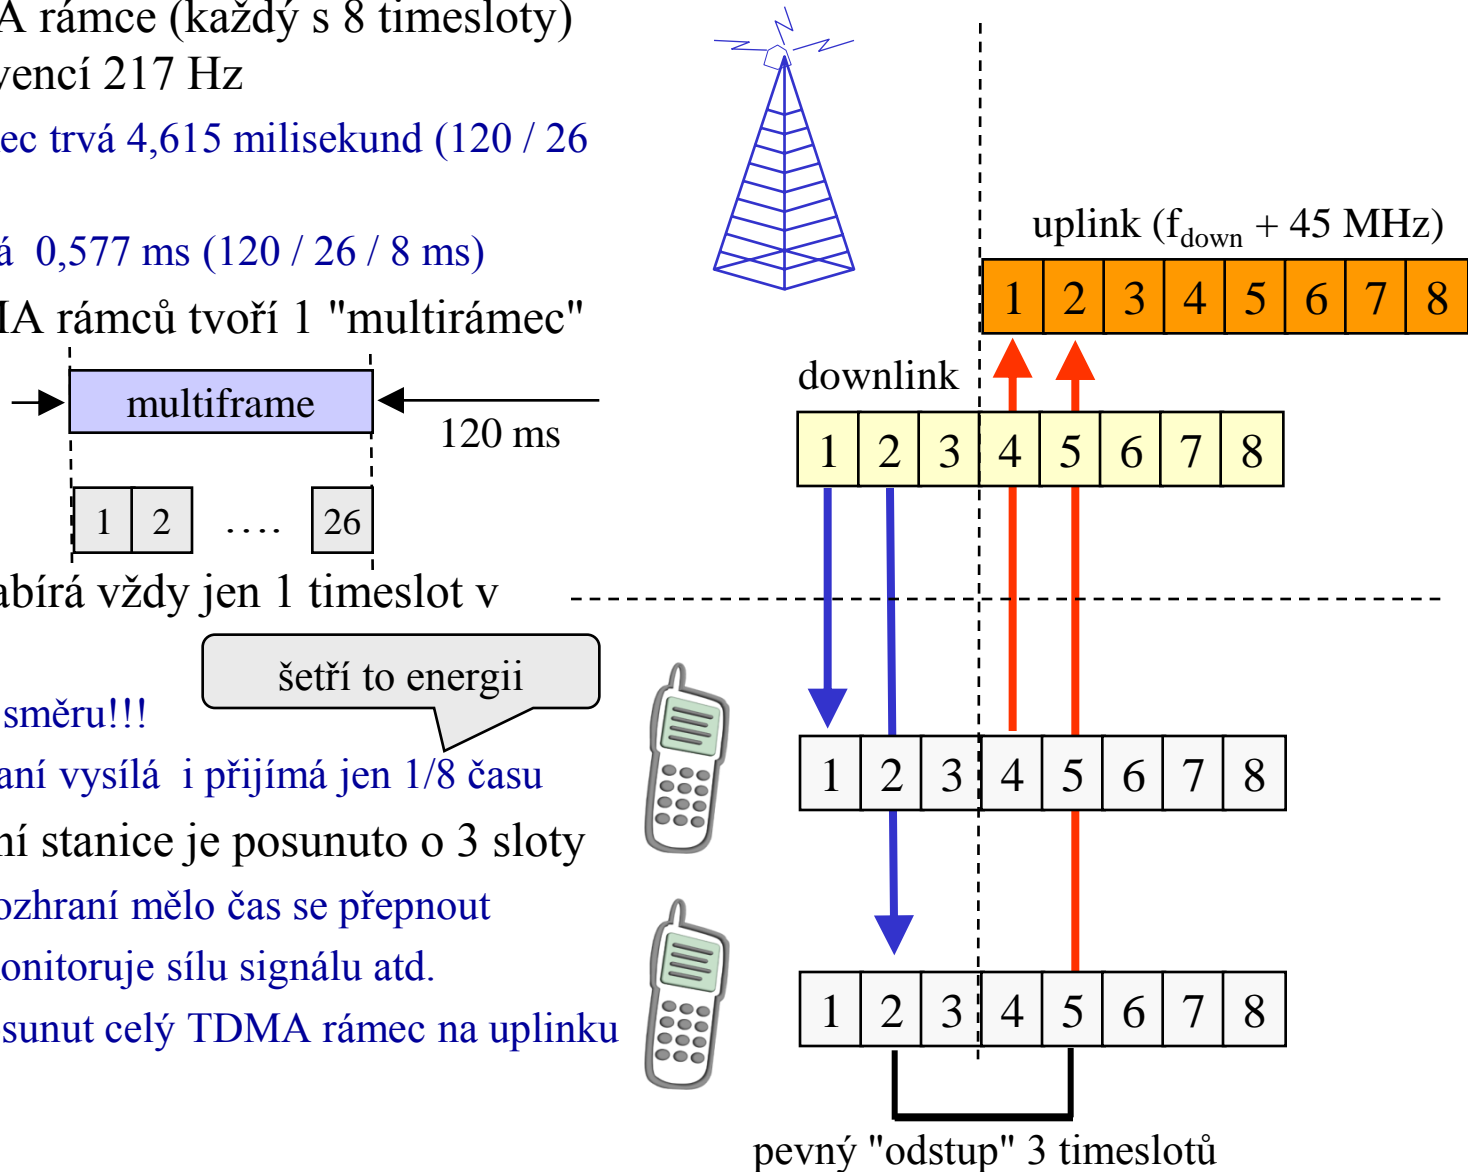 A rámce (každý s 8 timesloty)
vencí 217 Hz
ec trvá 4,615 milisekund (120 / 26
á 0,577 ms (120 / 26 / 8 ms)
IA rámců tvoří 1 "multirámec"
multiframe
120 ms
1 2 …. 26
abírá vždy jen 1 timeslot v
šetří to energii
směru!!!
aní vysílá i přijímá jen 1/8 času
ní stanice je posunuto o 3 sloty
ozhraní mělo čas se přepnout
onitoruje sílu signálu atd.
sunut celý TDMA rámec na uplinku
uplink (fdown + 45 MHz)
1 2 3 4 5 6 7 8
downlink
1 2 3 4 5 6 7 8
1 2 3 4 5 6 7 8
1 2 3 4 5 6 7 8
pevný "odstup" 3 timeslotů